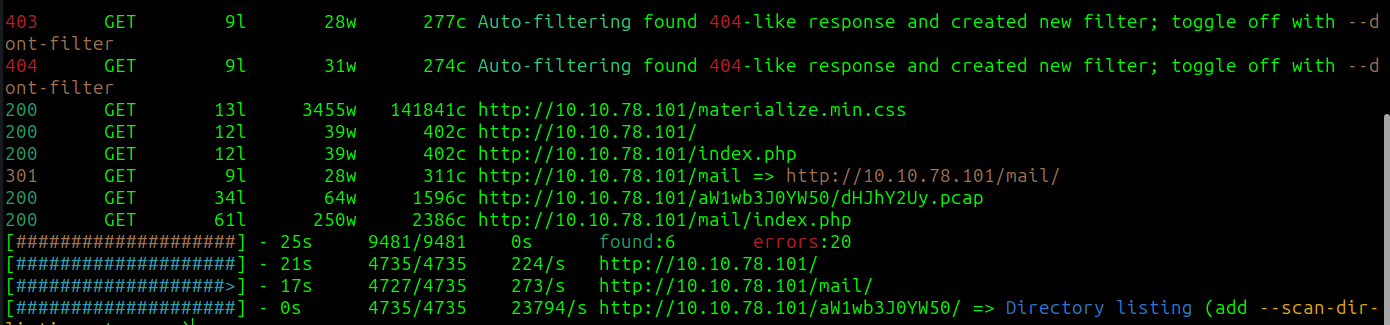 403 GET 9l 28w 277c Auto-filtering found 404-like response and created new filter; toggle off with --d
ont-filter
404 GET 9l 31w 274c Auto-filtering found 404-like response and created new filter; toggle off with --d
ont-filter
200 GET 13l 3455w 141841c http://10.10.78.101/materialize.min.css
200 GET 12l 39w 402c http://10.10.78.101/
200 GET 12l 39w 402c http://10.10.78.101/index.php
301 GET 9l 28w 311c http://10.10.78.101/mail => http://10.10.78.101/mail/
200 GET 34l 64w 1596c http://10.10.78.101/aW1wb3J0YW50/dHJhY2Uy.pcap
200 GET 61l 250w 2386c http://10.10.78.101/mail/index.php
[####################] - 25s 9481/9481 0s found:6 errors:20
[####################] - 21s 4735/4735 224/s http://10.10.78.101/
[###################>] - 17s 4727/4735 273/s http://10.10.78.101/mail/
[####################] - 0s 4735/4735 23794/s http://10.10.78.101/aW1wb3J0YW50/ => Directory listing (add --scan-dir-